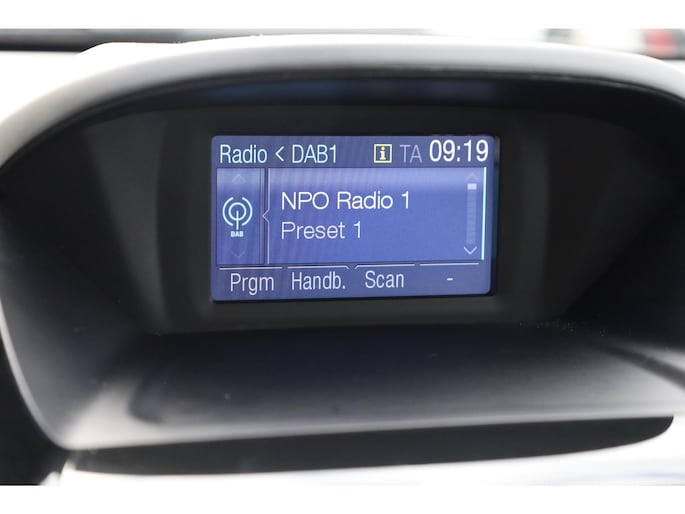 Radio < DAB1 i TA 09:19
DAB
NPO Radio 1
Preset 1
Prgm Handb. Scan -